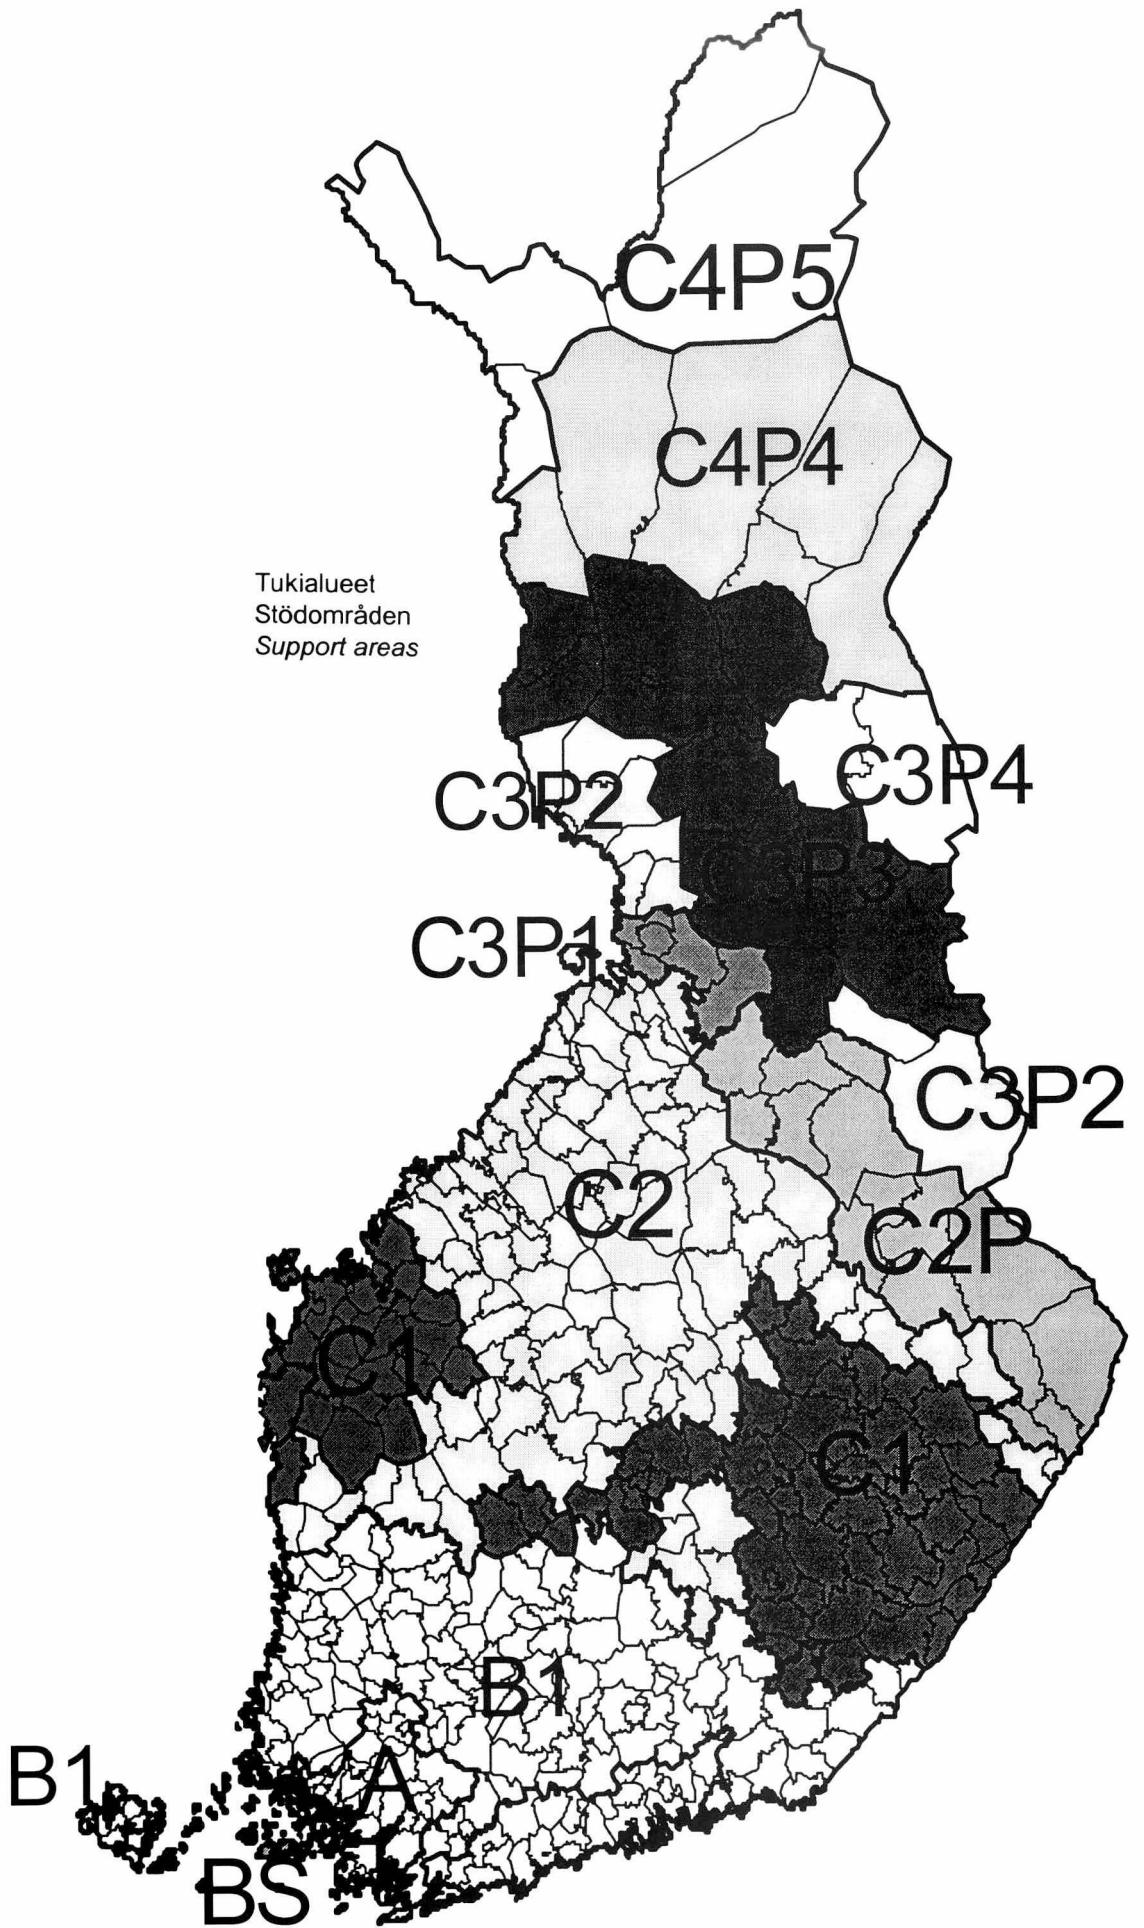 C4P5
C4P4
Tukialueet
Stödområden
Support areas
C3P2
C3P4
C3P3
C3P1
C3P2
C2
C2P
C1
C1
B1
B1
A
BS